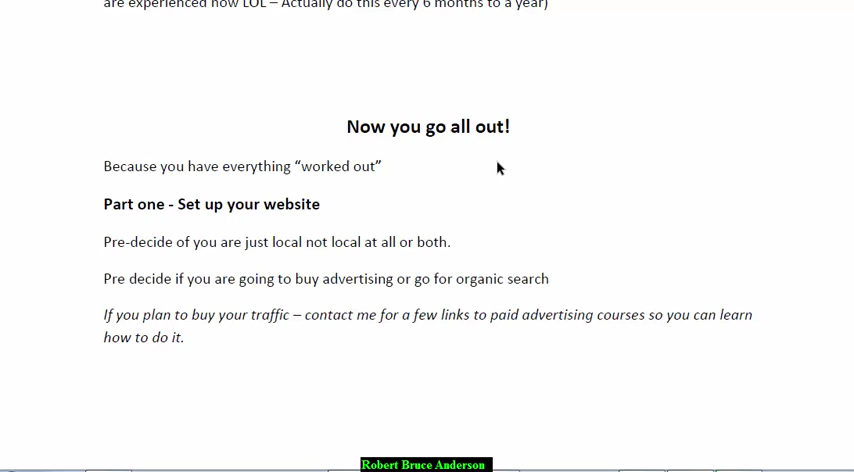 are experienced now LOL – Actually do this every 6 months to a year)
Now you go all out!
Because you have everything “worked out”
Part one - Set up your website
Pre-decide of you are just local not local at all or both.
Pre decide if you are going to buy advertising or go for organic search
If you plan to buy your traffic – contact me for a few links to paid advertising courses so you can learn
how to do it.
Robert Bruce Anderson